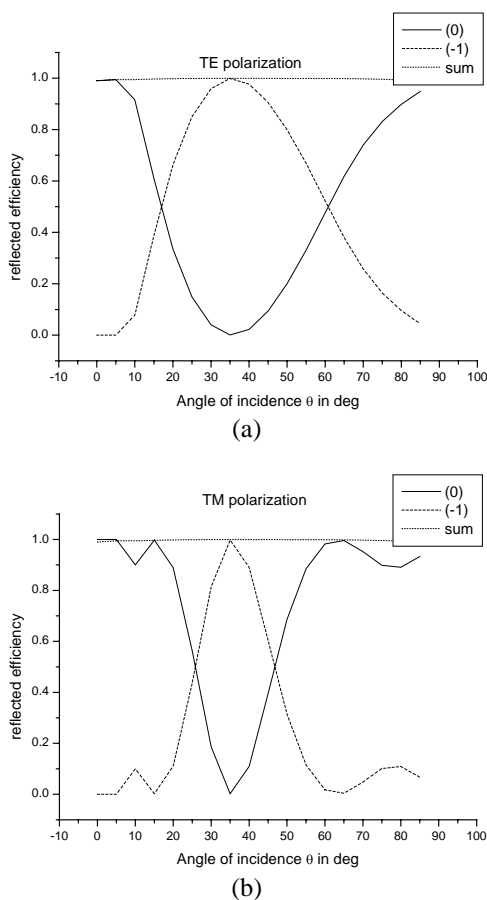 (0)
(-1)
sum
TE polarization
1.0
0.8
0.6
0.4
0.2
0.0
reflected efficiency
-10 0 10 20 30 40 50 60 70 80 90 100
Angle of incidence θ in deg
(a)
(0)
(-1)
sum
TM polarization
1.0
0.8
0.6
0.4
0.2
0.0
reflected efficiency
-10 0 10 20 30 40 50 60 70 80 90 100
Angle of incidence θ in deg
(b)